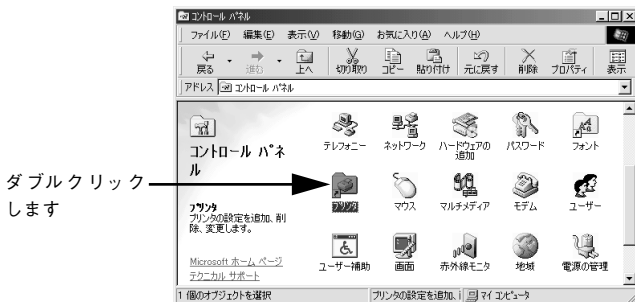 コントロール パネル
ファイル(F) 編集(E) 表示(V) 移動(G) お気に入り(A) ヘルプ(H)
戻る 進む 上へ 切り取り コピー 貼り付け 元に戻す 削除 プロパティ 表示
アドレス コントロール パネル
コントロール パネ
ル
テレフォニー ネットワーク ハードウェアの
追加 パスワード フォント
ダブルクリック
します
プリンタ
プリンタの設定を追加、削
除、変更します。
プリンタ マウス マルチメディア モデム ユーザー
Microsoft ホーム ページ
テクニカル サポート
ユーザー補助 画面 赤外線モニタ 地域 電源の管理
1 個のオブジェクトを選択 プリンタの設定を追加、i マイ コンピュータ